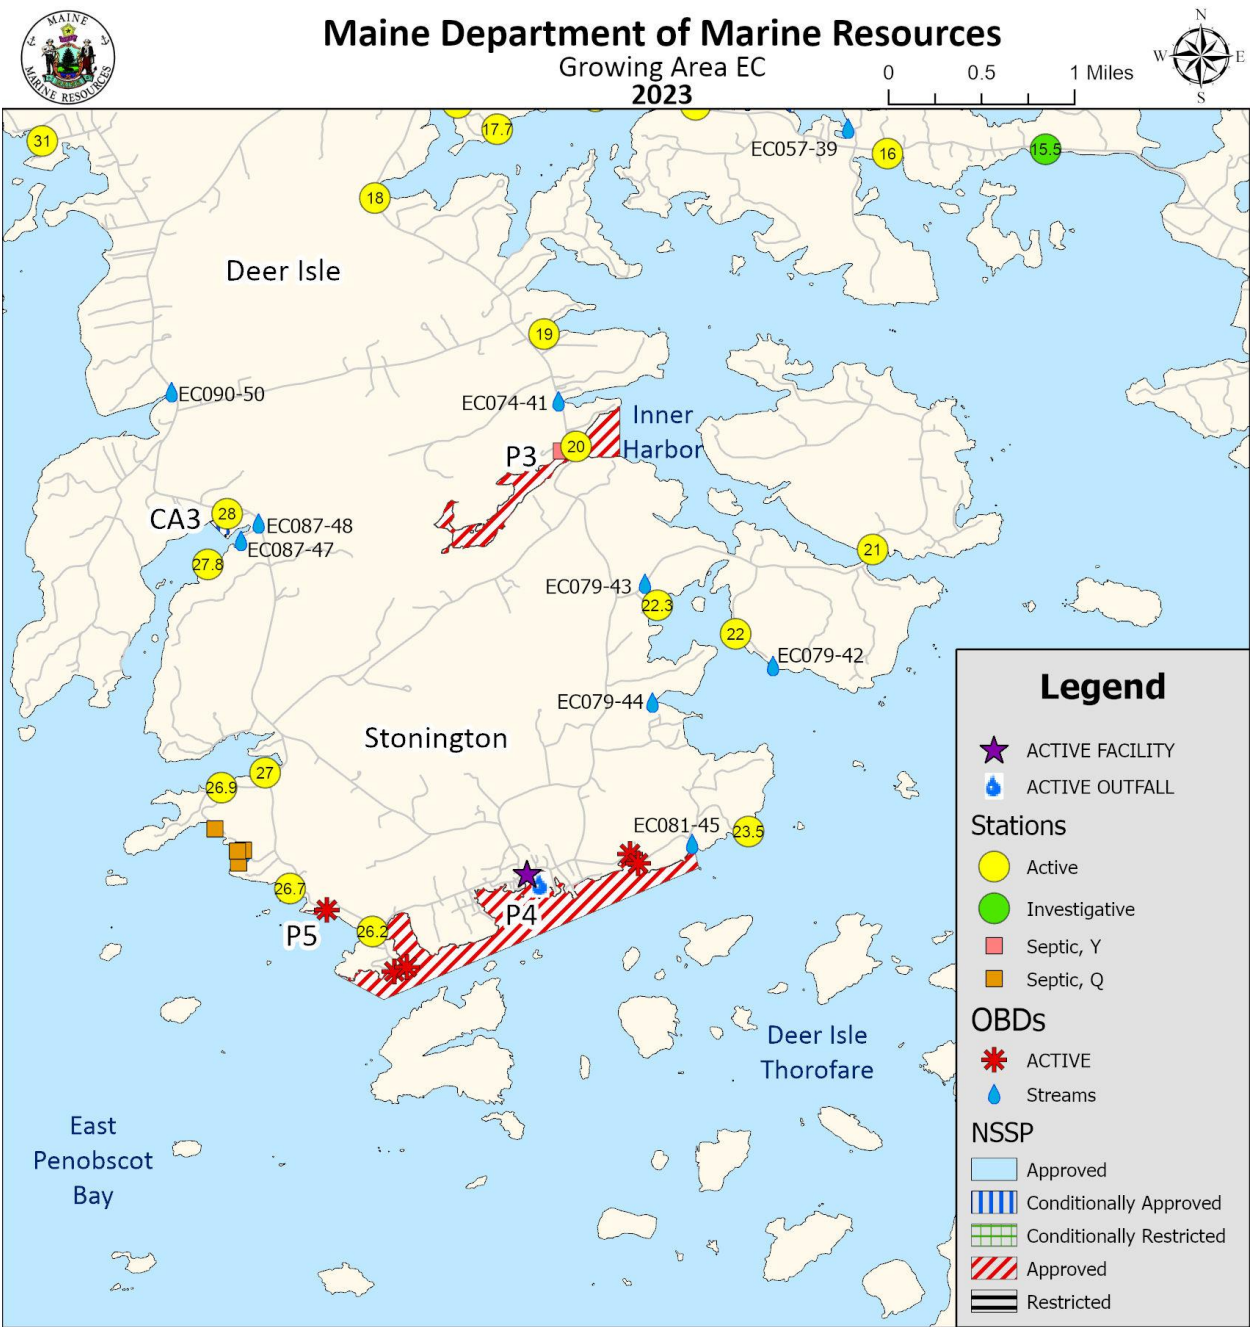 MAINE
MARINE RESOURCES
Maine Department of Marine Resources
Growing Area EC
2023
0 0.5 1 Miles
N
W E
S
31
17.7
EC057-39
16
15.5
18
Deer Isle
19
EC090-50
EC074-41
Inner
Harbor
20
P3
CA3
28
EC087-48
EC087-47
27.8
21
EC079-43
22.3
22
EC079-42
EC079-44
Stonington
27
26.9
EC081-45
23.5
26.7
P4
P5
26.2
Deer Isle
Thorofare
East
Penobscot
Bay
Legend
ACTIVE FACILITY
ACTIVE OUTFALL
Stations
Active
Investigative
Septic, Y
Septic, Q
OBDs
ACTIVE
Streams
NSSP
Approved
Conditionally Approved
Conditionally Restricted
Approved
Restricted